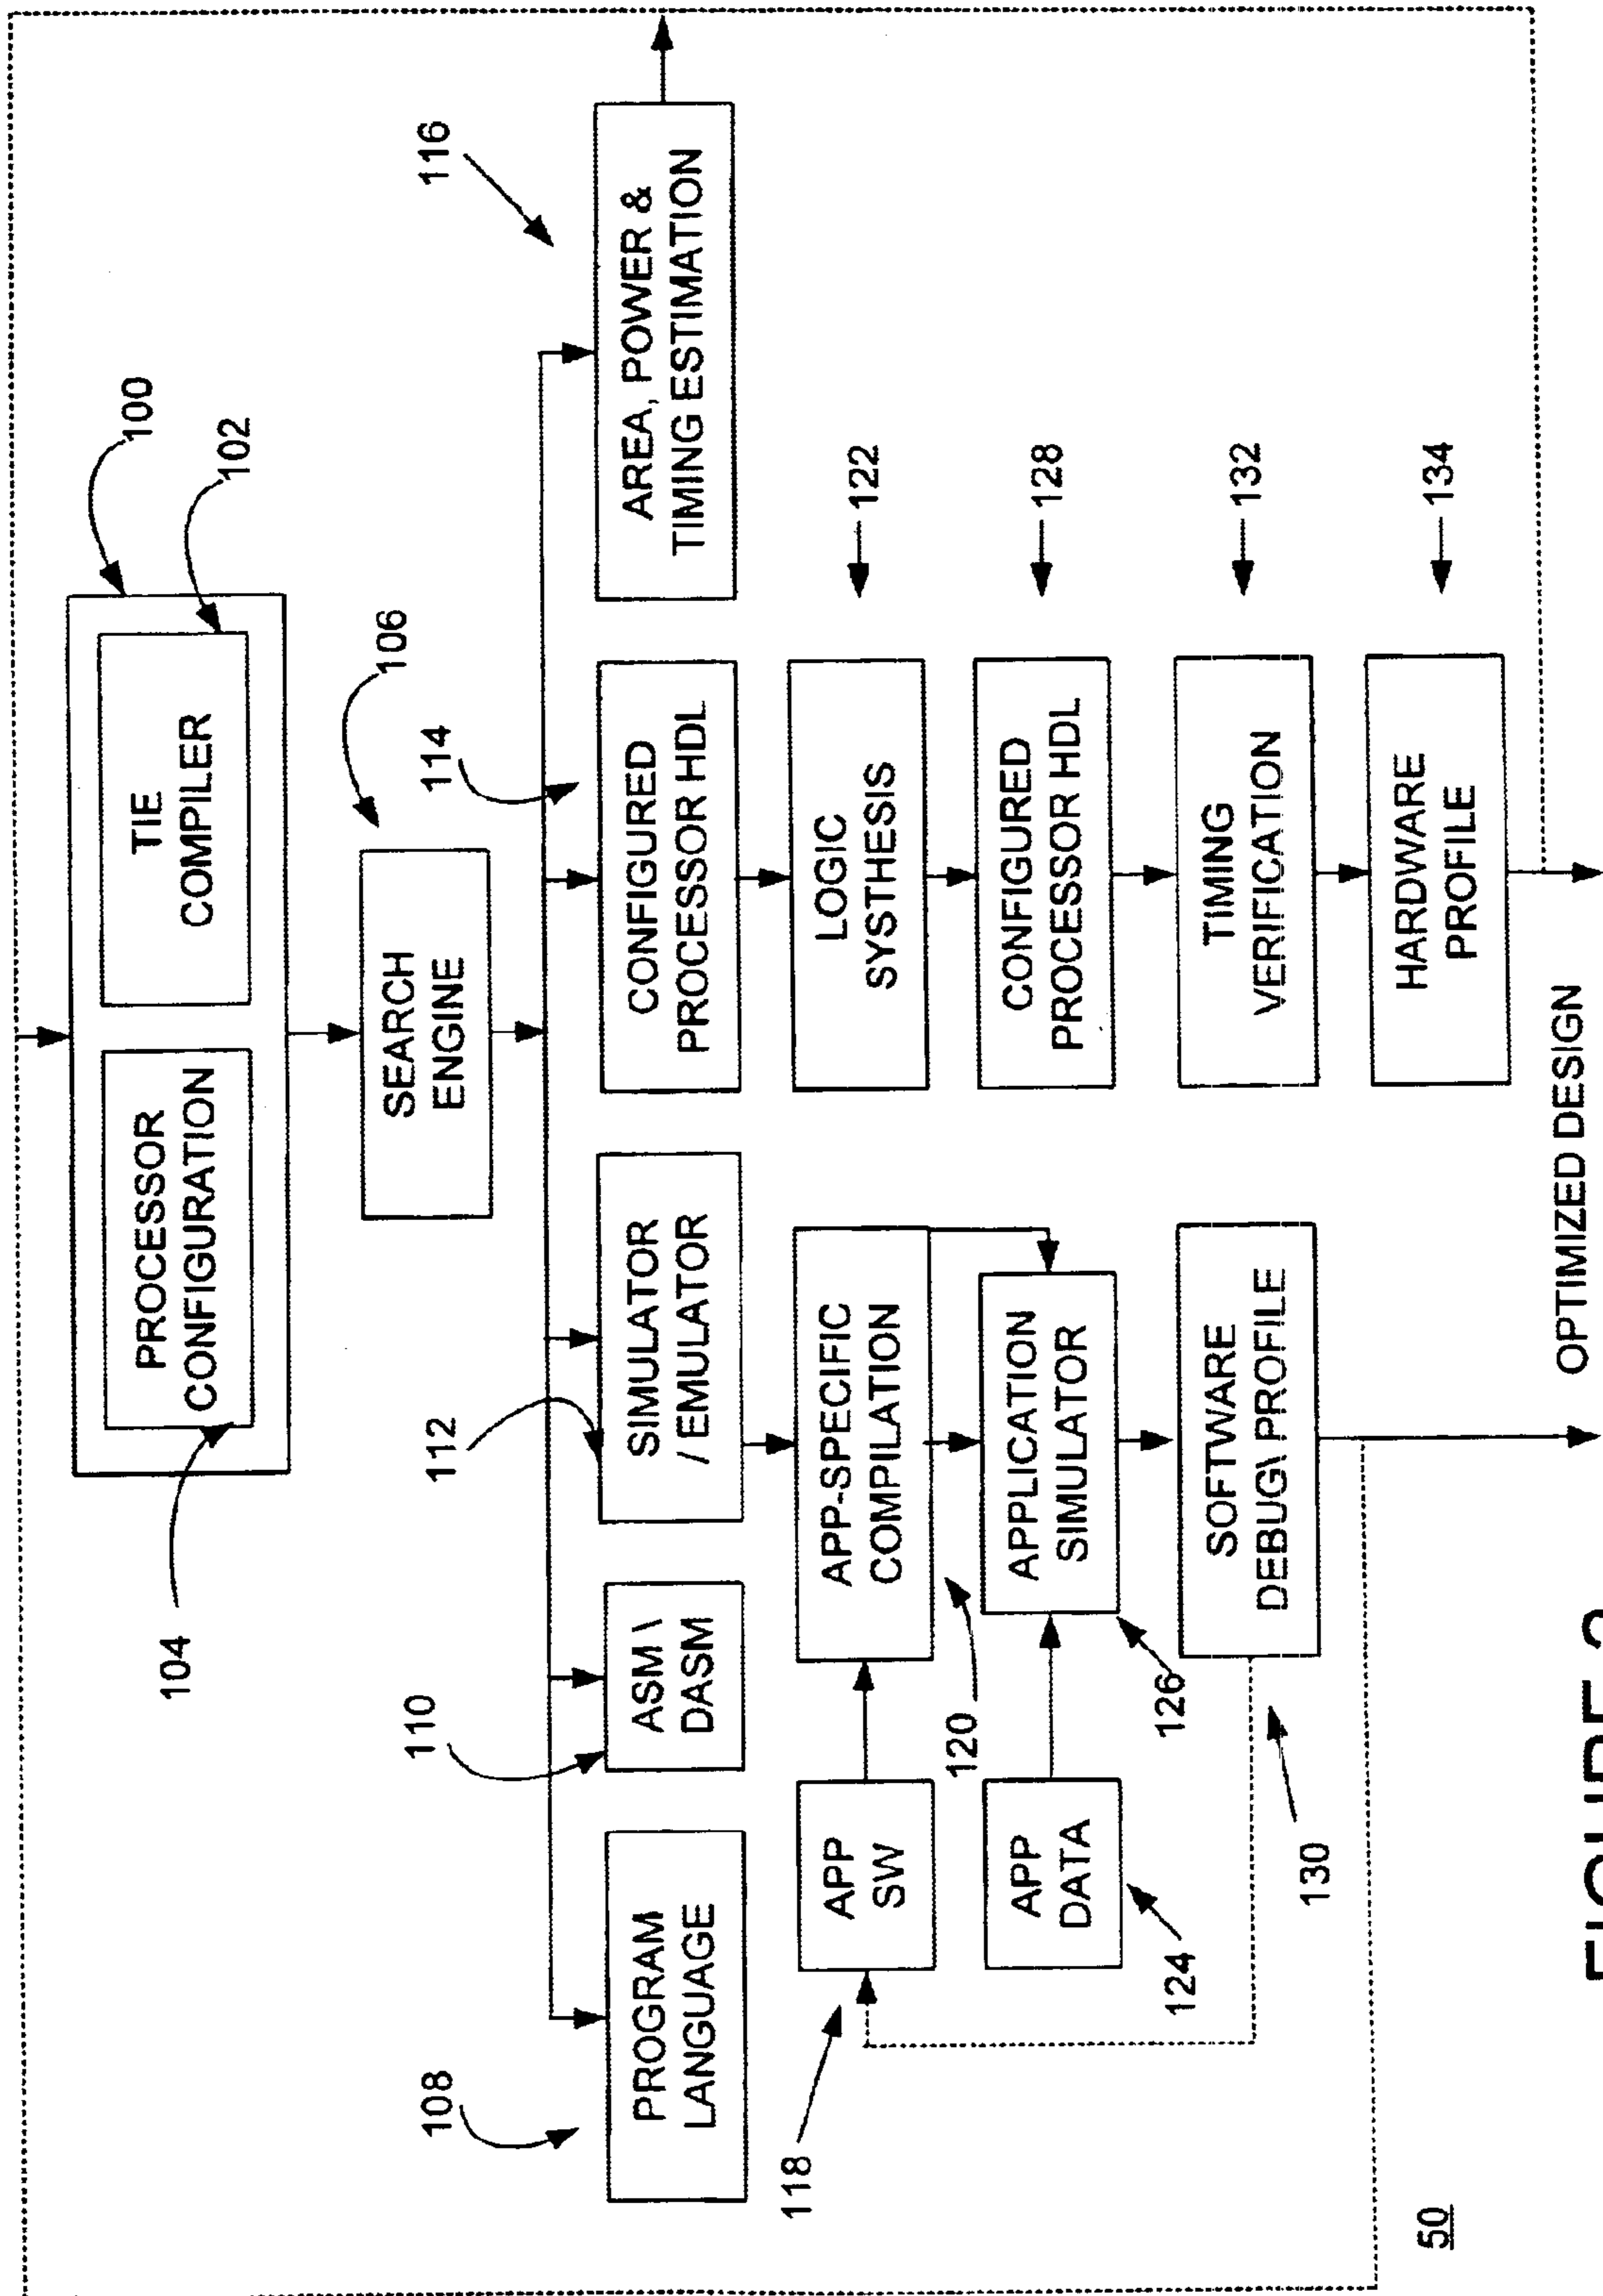 100
102
PROCESSOR
CONFIGURATION
TIE
COMPILER
104
106
SEARCH
ENGINE
108
110
112
114
116
PROGRAM
LANGUAGE
ASM \
DASM
SIMULATOR
/ EMULATOR
CONFIGURED
PROCESSOR HDL
AREA, POWER &
TIMING ESTIMATION
118
APP
SW
APP-SPECIFIC
COMPILATION
120
LOGIC
SYSTHESIS
122
APP
DATA
124
APPLICATION
SIMULATOR
126
CONFIGURED
PROCESSOR HDL
128
SOFTWARE
DEBUG\ PROFILE
130
TIMING
VERIFICATION
132
HARDWARE
PROFILE
134
50
OPTIMIZED DESIGN